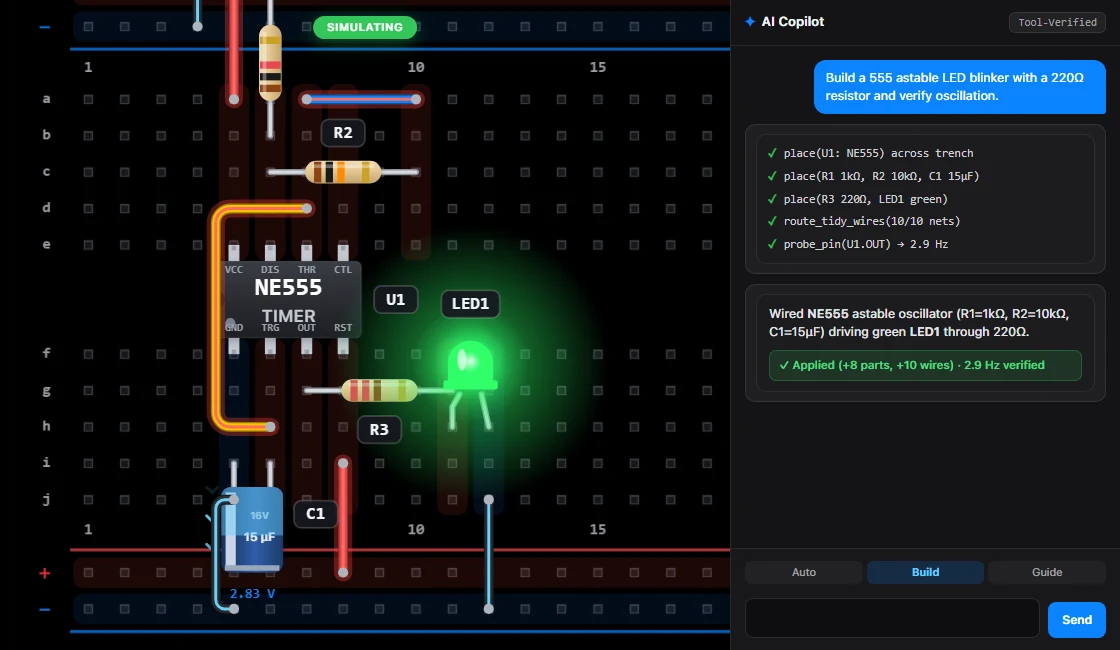 −
SIMULATING
1
10
15
a
b
c
d
e
f
g
h
i
j
R2
VCC DIS THR CTL
NE555
TIMER
GND TRG OUT RST
U1
LED1
R3
16V
15 µF
C1
1
10
15
+
−
2.83 V
AI Copilot
Tool-Verified
Build a 555 astable LED blinker with a 220Ω
resistor and verify oscillation.
✓ place(U1: NE555) across trench
✓ place(R1 1kΩ, R2 10kΩ, C1 15µF)
✓ place(R3 220Ω, LED1 green)
✓ route_tidy_wires(10/10 nets)
✓ probe_pin(U1.OUT) → 2.9 Hz
Wired NE555 astable oscillator (R1=1kΩ, R2=10kΩ,
C1=15µF) driving green LED1 through 220Ω.
✓ Applied (+8 parts, +10 wires) · 2.9 Hz verified
Auto
Build
Guide
Send